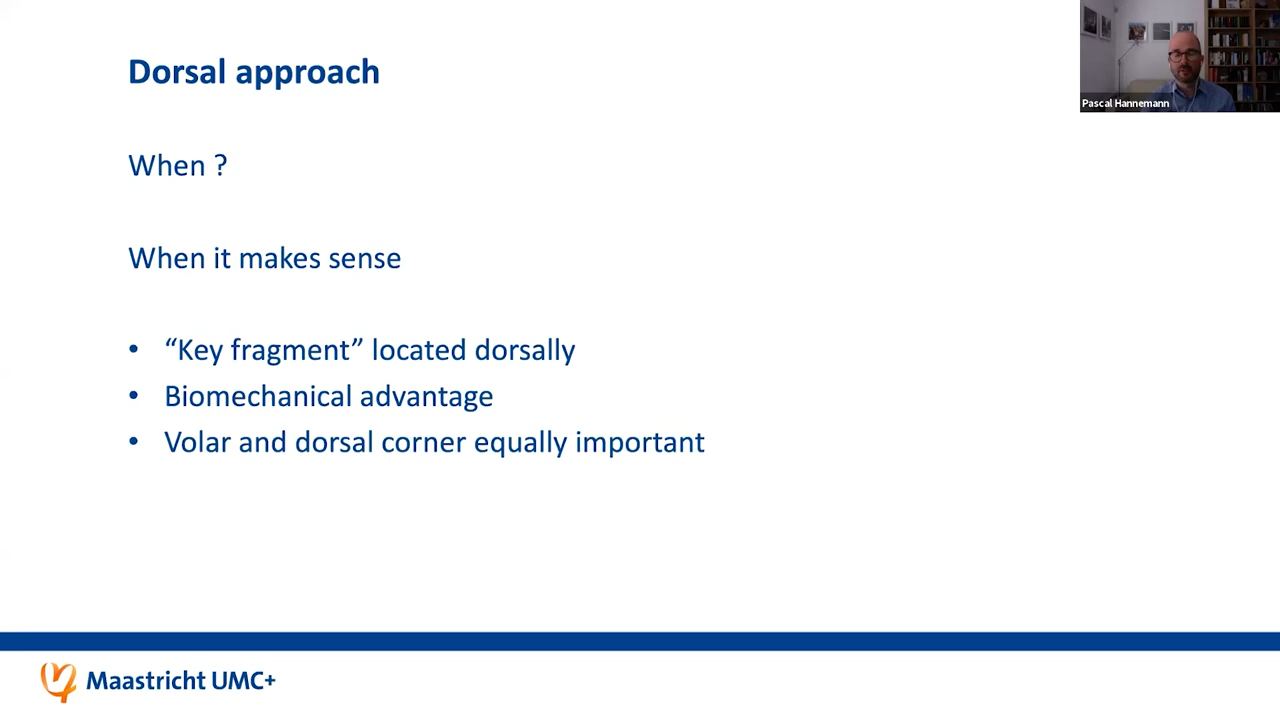 Dorsal approach
Pascal Hannemann
When ?
When it makes sense
• “Key fragment” located dorsally
• Biomechanical advantage
• Volar and dorsal corner equally important
Maastricht UMC+